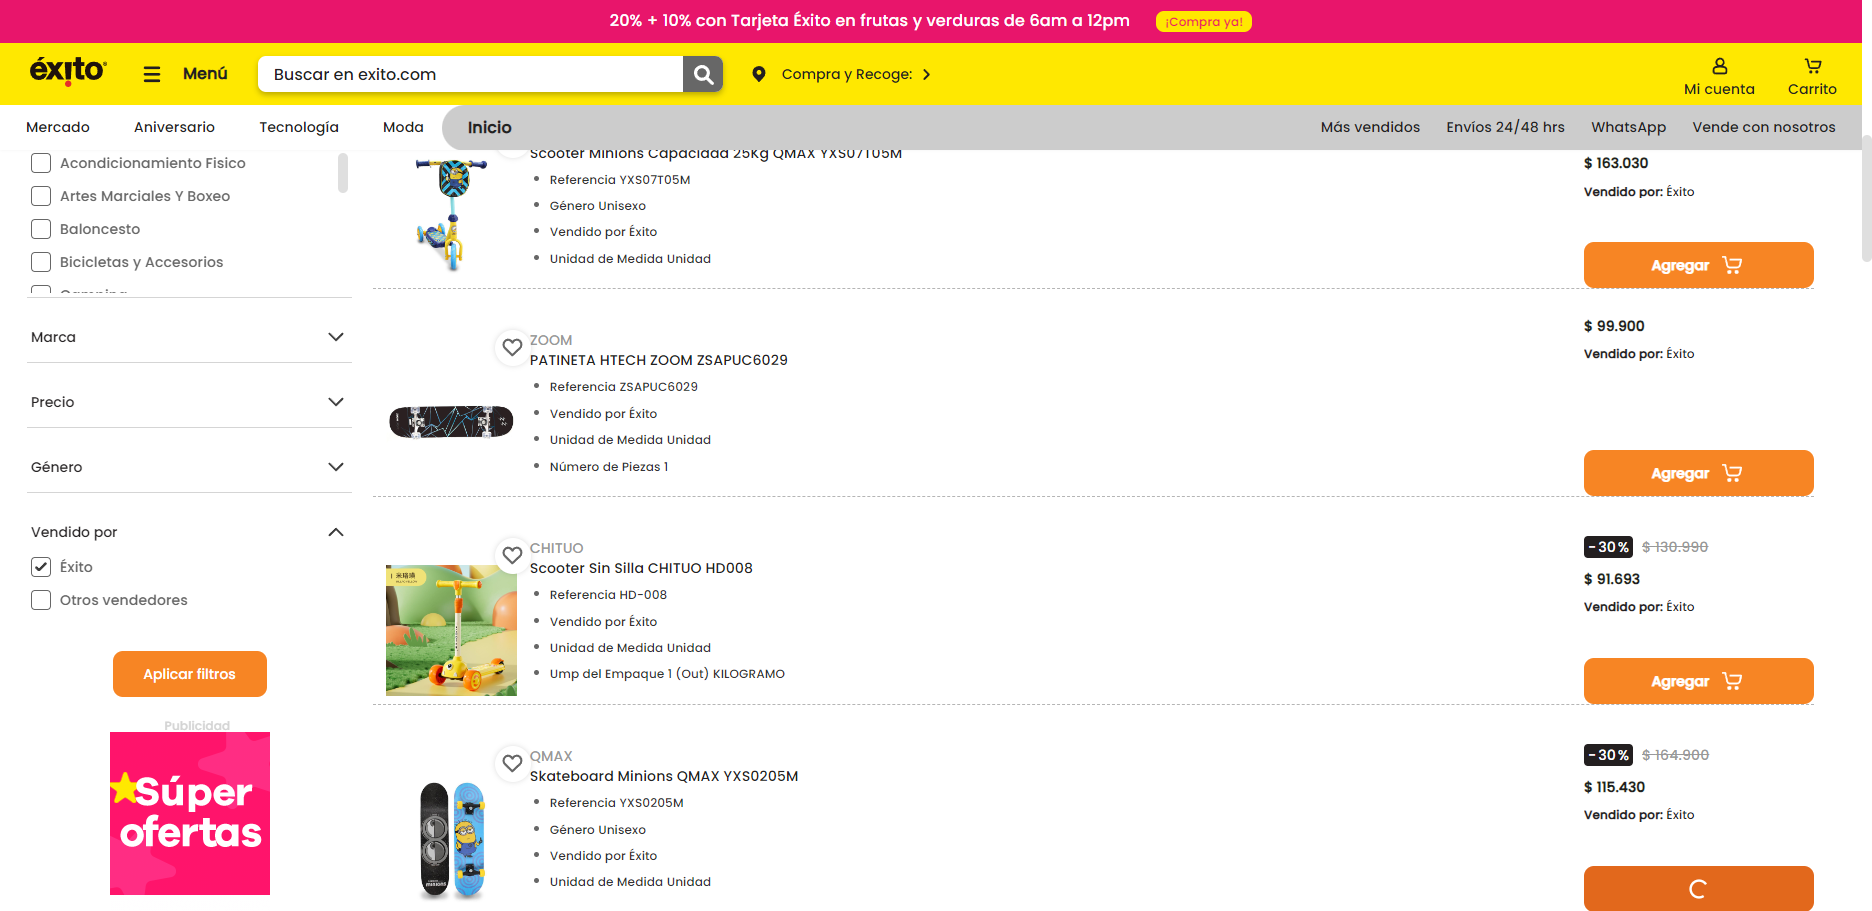 20% + 10% con Tarjeta Éxito en frutas y verduras de 6am a 12pm ¡Compra ya!
éxito
Menú
Buscar en exito.com
Compra y Recoge:
Mi cuenta
Carrito
Mercado
Aniversario
Tecnología
Moda
Inicio
Más vendidos
Envíos 24/48 hrs
WhatsApp
Vende con nosotros
Acondicionamiento Fisico
Artes Marciales Y Boxeo
Baloncesto
Bicicletas y Accesorios
Marca
Precio
Género
Vendido por
Éxito
Otros vendedores
Aplicar filtros
Publicidad
Súper
ofertas
Scooter Minions Capacidad 25Kg QMAX YXS07T05M
Referencia YXS07T05M
Género Unisexo
Vendido por Éxito
Unidad de Medida Unidad
$ 163.030
Vendido por: Éxito
Agregar
ZOOM
PATINETA HTECH ZOOM ZSAPUC6029
Referencia ZSAPUC6029
Vendido por Éxito
Unidad de Medida Unidad
Número de Piezas 1
$ 99.900
Vendido por: Éxito
Agregar
CHITUO
Scooter Sin Silla CHITUO HD008
Referencia HD-008
Vendido por Éxito
Unidad de Medida Unidad
Ump del Empaque 1 (Out) KILOGRAMO
-30% $ 130.990
$ 91.693
Vendido por: Éxito
Agregar
QMAX
Skateboard Minions QMAX YXS0205M
Referencia YXS0205M
Género Unisexo
Vendido por Éxito
Unidad de Medida Unidad
-30% $ 164.900
$ 115.430
Vendido por: Éxito